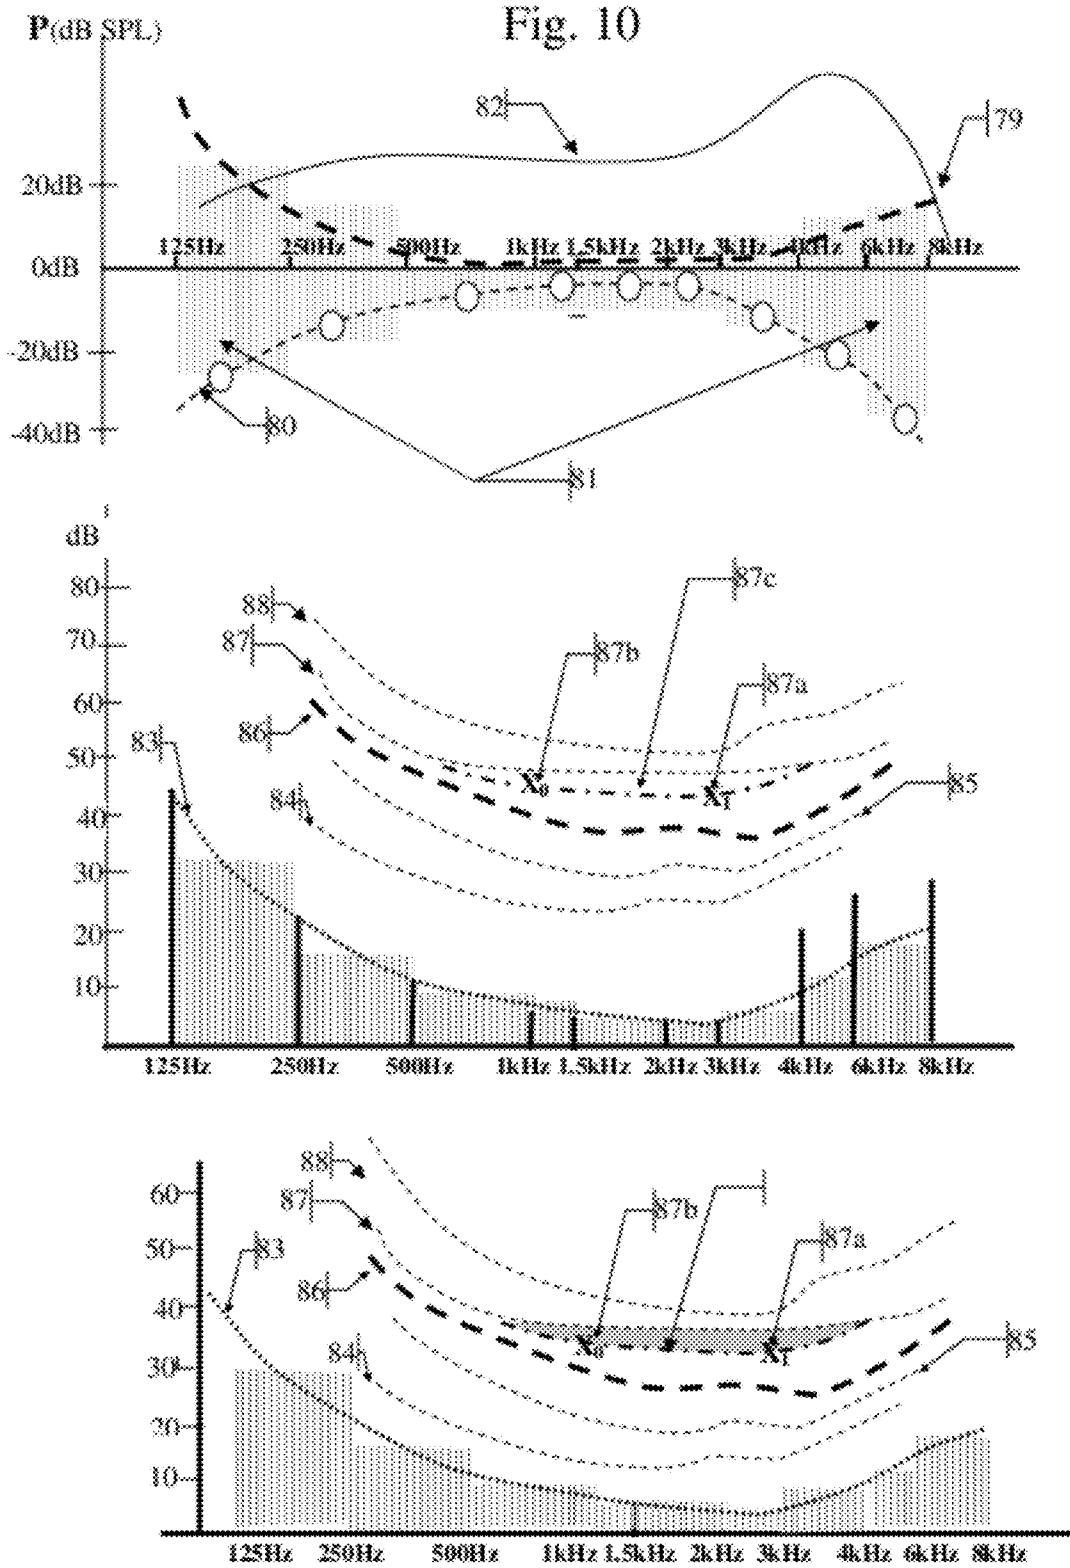 Fig. 10
P(dB SPL)
82
79
20dB
125Hz 250Hz 500Hz 1kHz 1.5kHz 2kHz 3kHz 4kHz 6kHz 8kHz
0dB
-20dB
80
-40dB
81
dB
80
87c
88
70
87
87b
87a
60
86
83
50
X0
XT
85
84
40
30
20
10
125Hz 250Hz 500Hz 1kHz 1.5kHz 2kHz 3kHz 4kHz 6kHz 8kHz
88
60
87
87b
87a
50
83
86
40
X0
XT
85
84
30
20
10
125Hz 250Hz 500Hz 1kHz 1.5kHz 2kHz 3kHz 4kHz 6kHz 8kHz